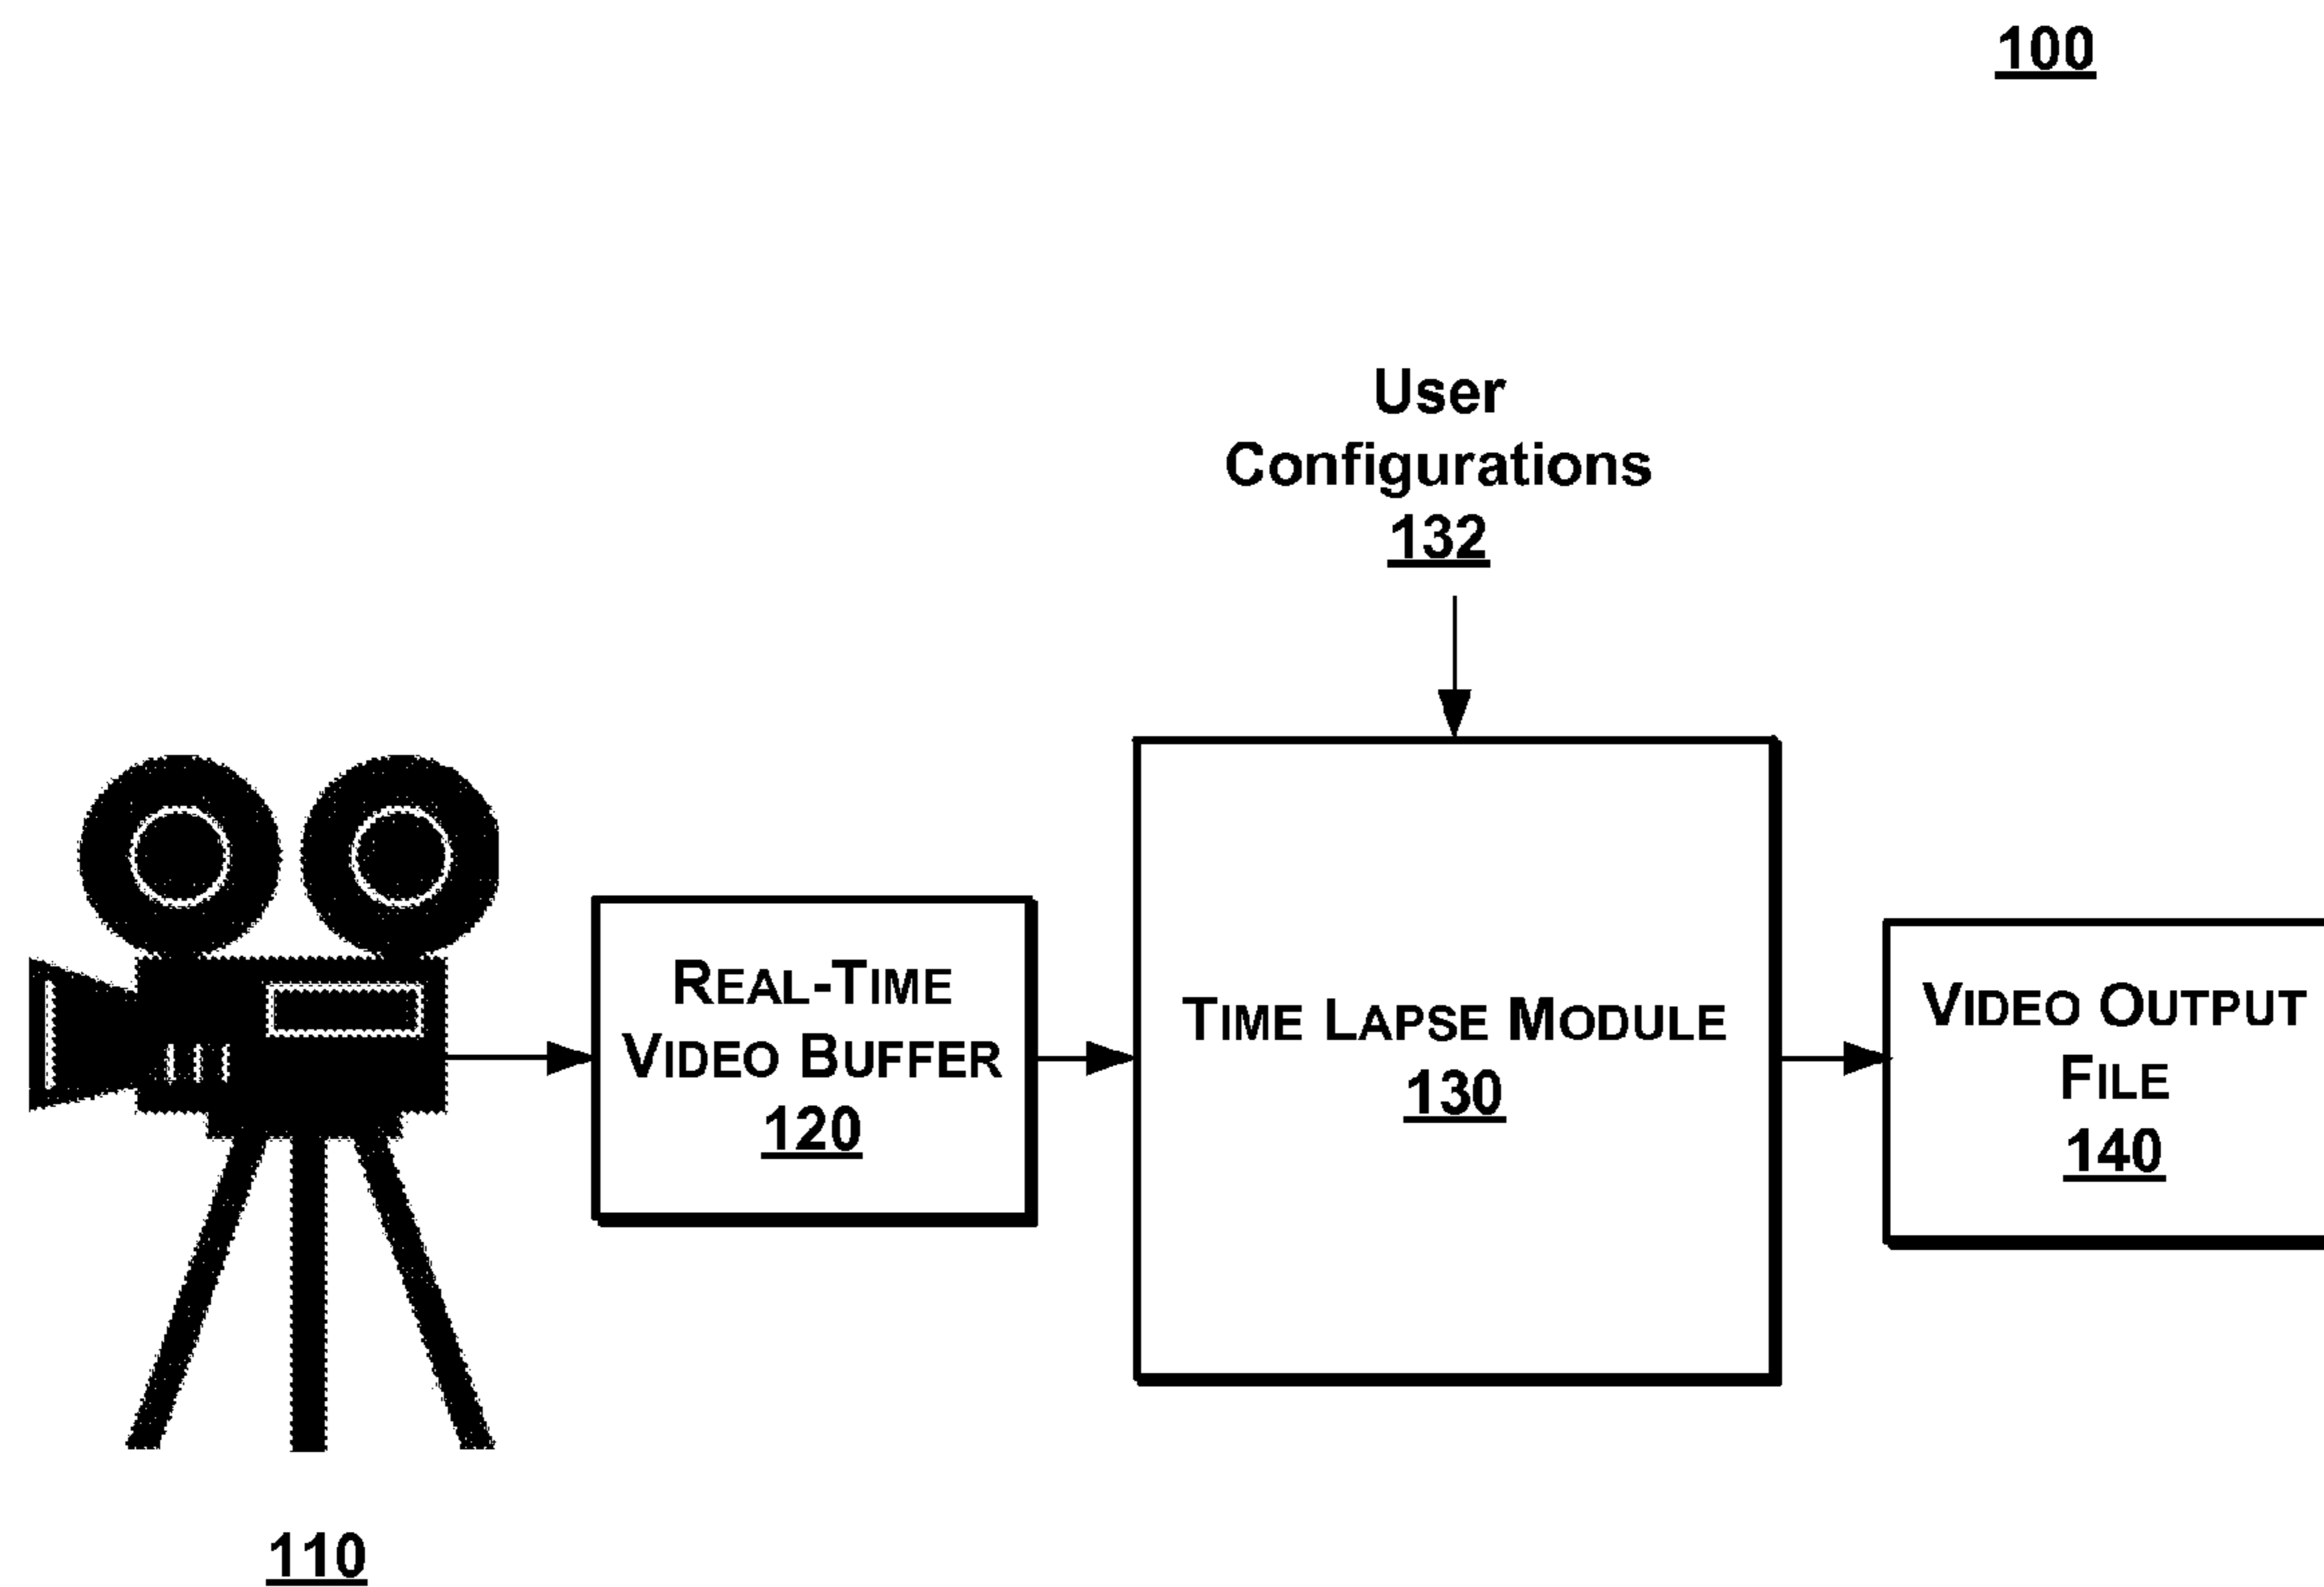 100
User
Configurations
132
REAL-TIME
VIDEO BUFFER
120
TIME LAPSE MODULE
130
VIDEO OUTPUT
FILE
140
110